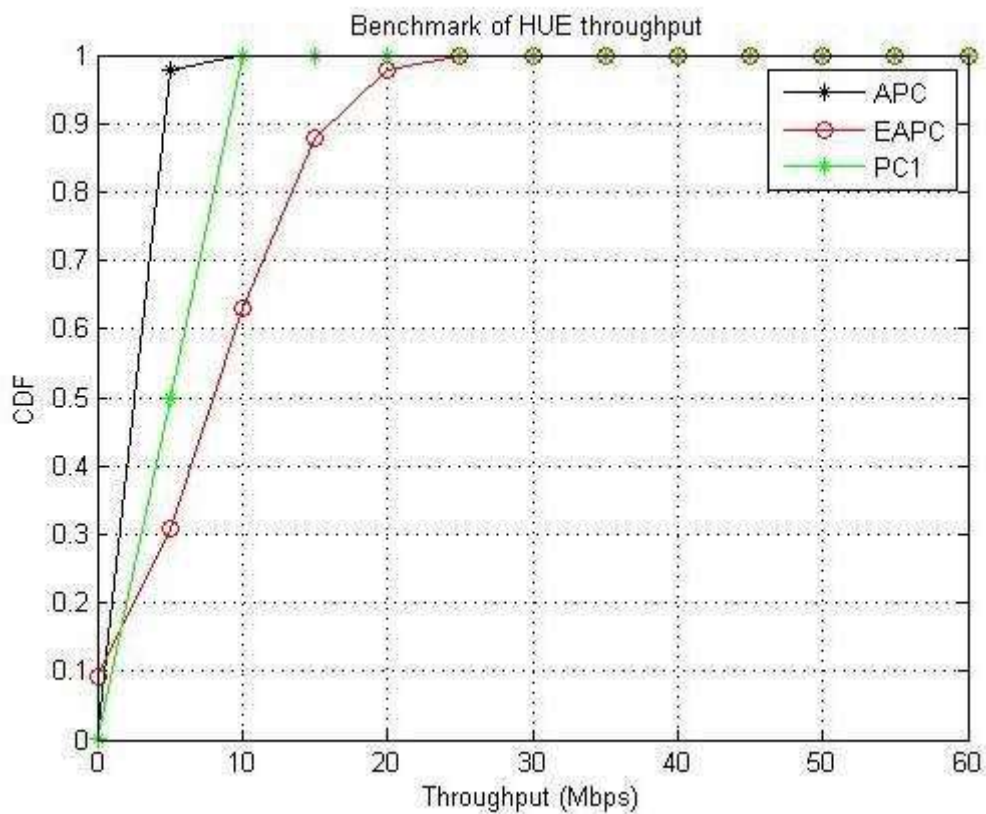 Benchmark of HUE throughput
1
0.9
0.8
0.7
0.6
0.5
0.4
0.3
0.2
0.1
0
CDF
APC
EAPC
PC1
0 10 20 30 40 50 60
Throughput (Mbps)